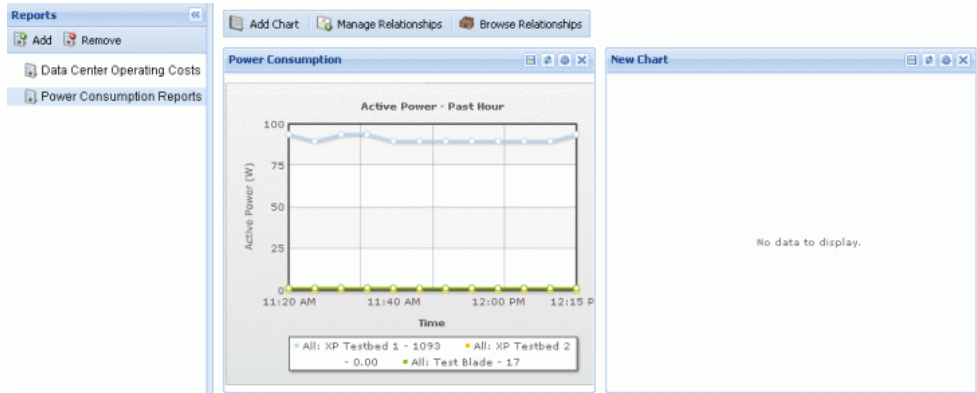 Reports
Add Remove
Data Center Operating Costs
Power Consumption Reports
Add Chart Manage Relationships Browse Relationships
Power Consumption
Active Power - Past Hour
Active Power (W)
100
75
50
25
0
11:20 AM 11:40 AM 12:00 PM 12:15 P
Time
All: XP Testbed 1 - 1093 All: XP Testbed 2
- 0.00 All: Test Blade - 17
New Chart
No data to display.